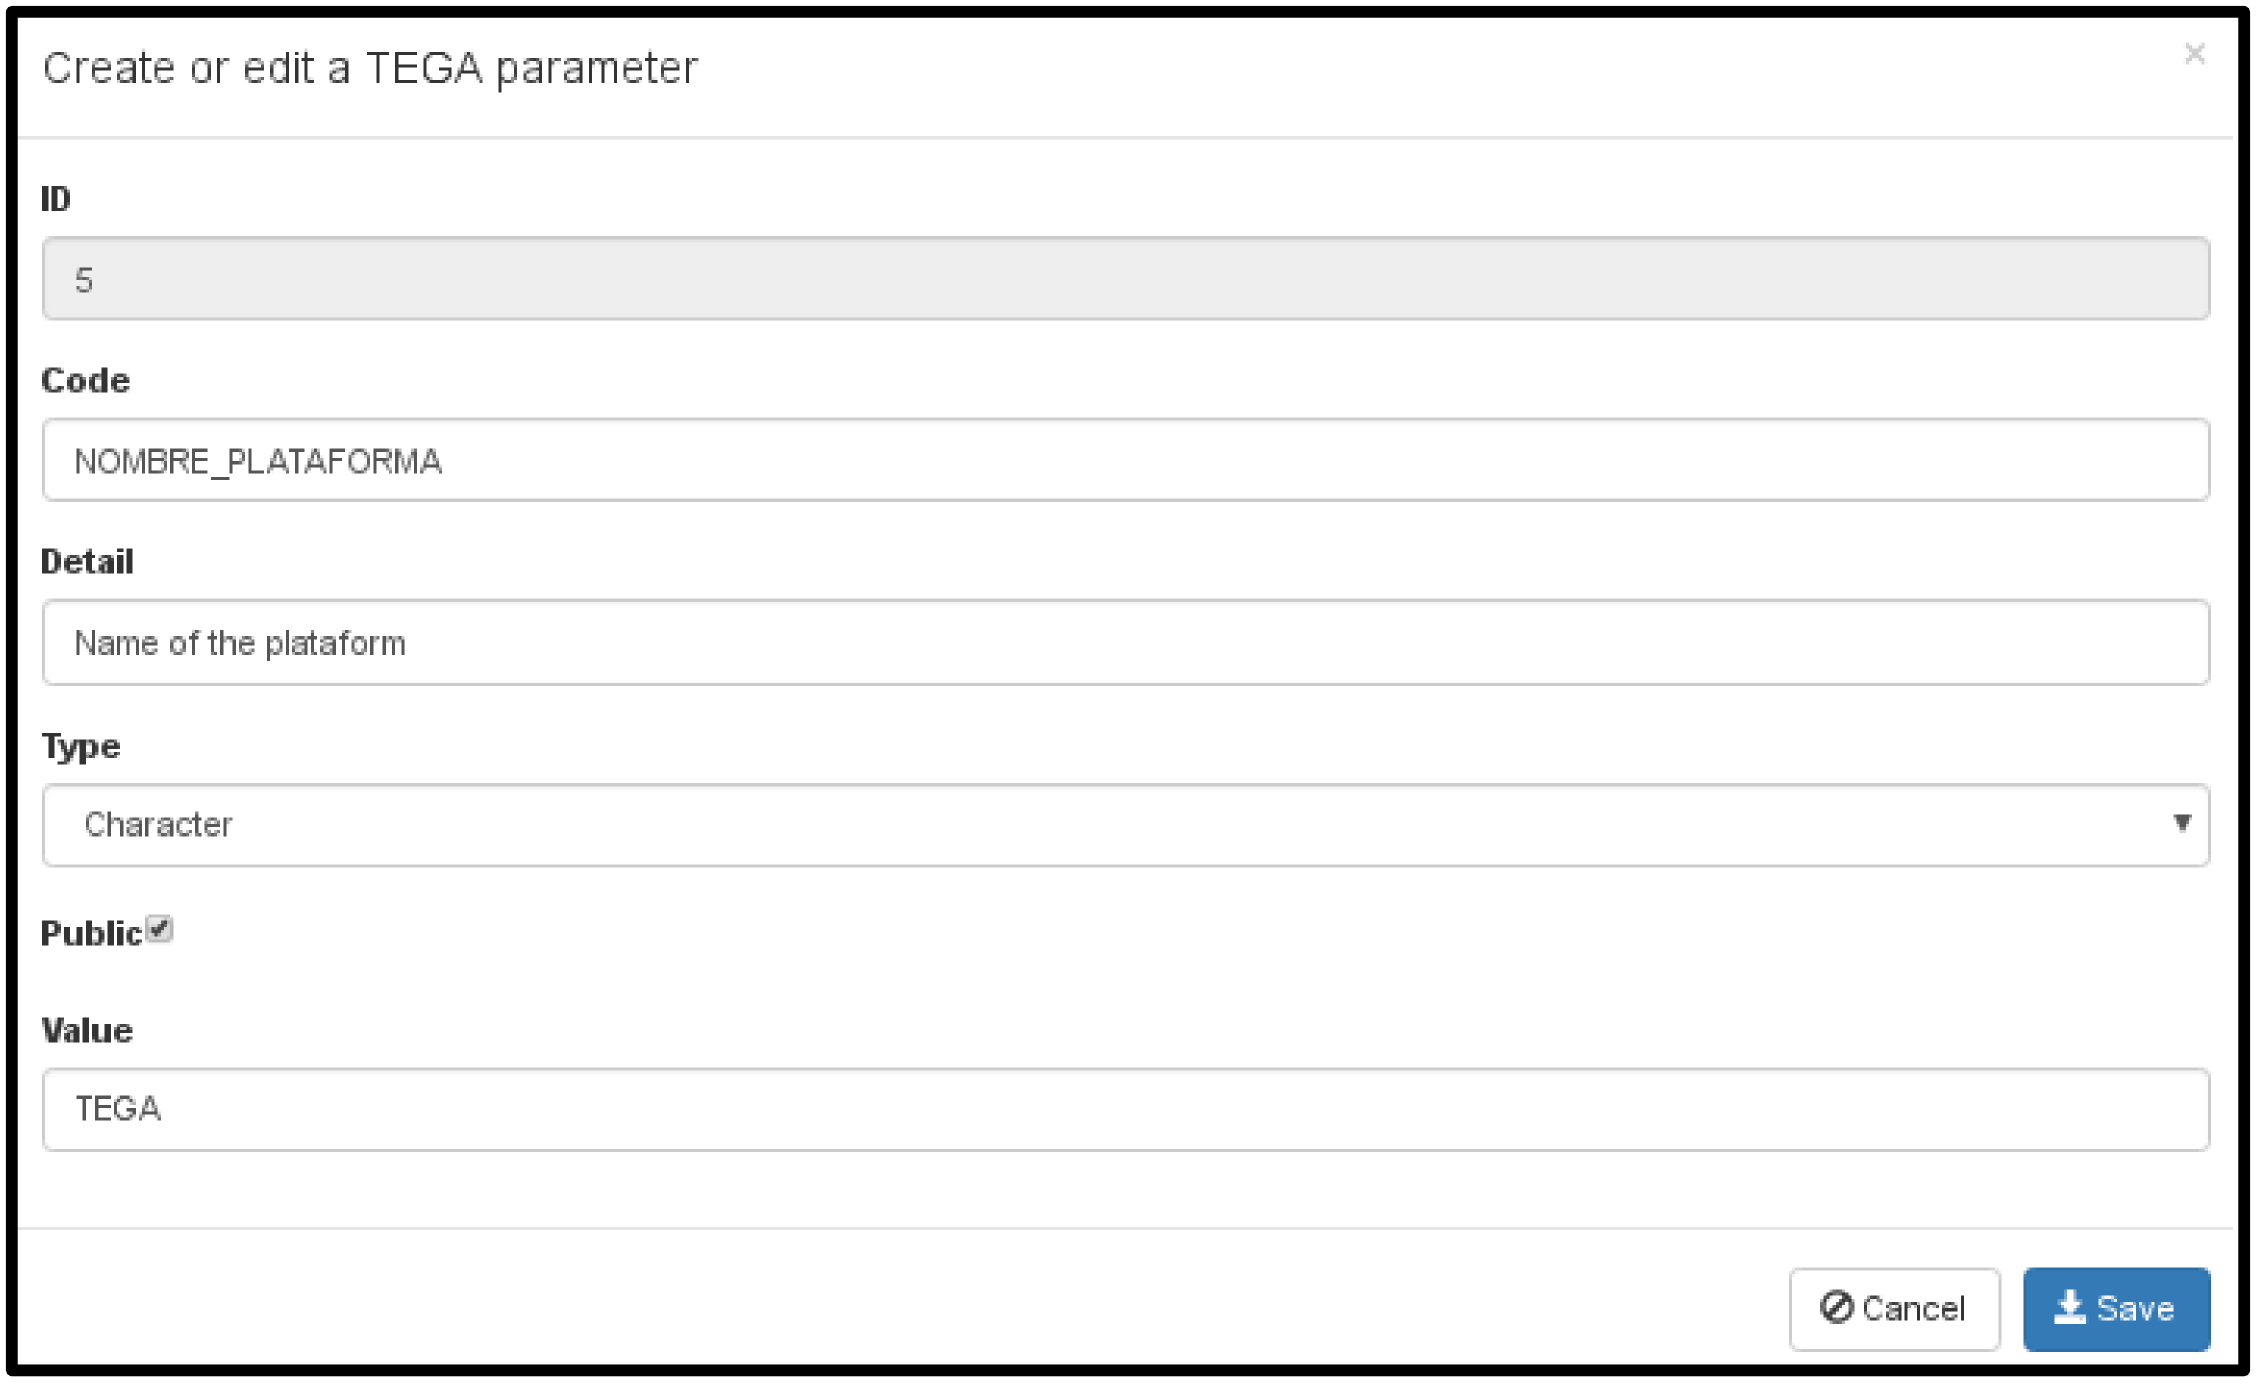 Create or edit a TEGA parameter
×
ID
5
Code
NOMBRE_PLATAFORMA
Detail
Name of the plataform
Type
Character
Public
Value
TEGA
Cancel
Save